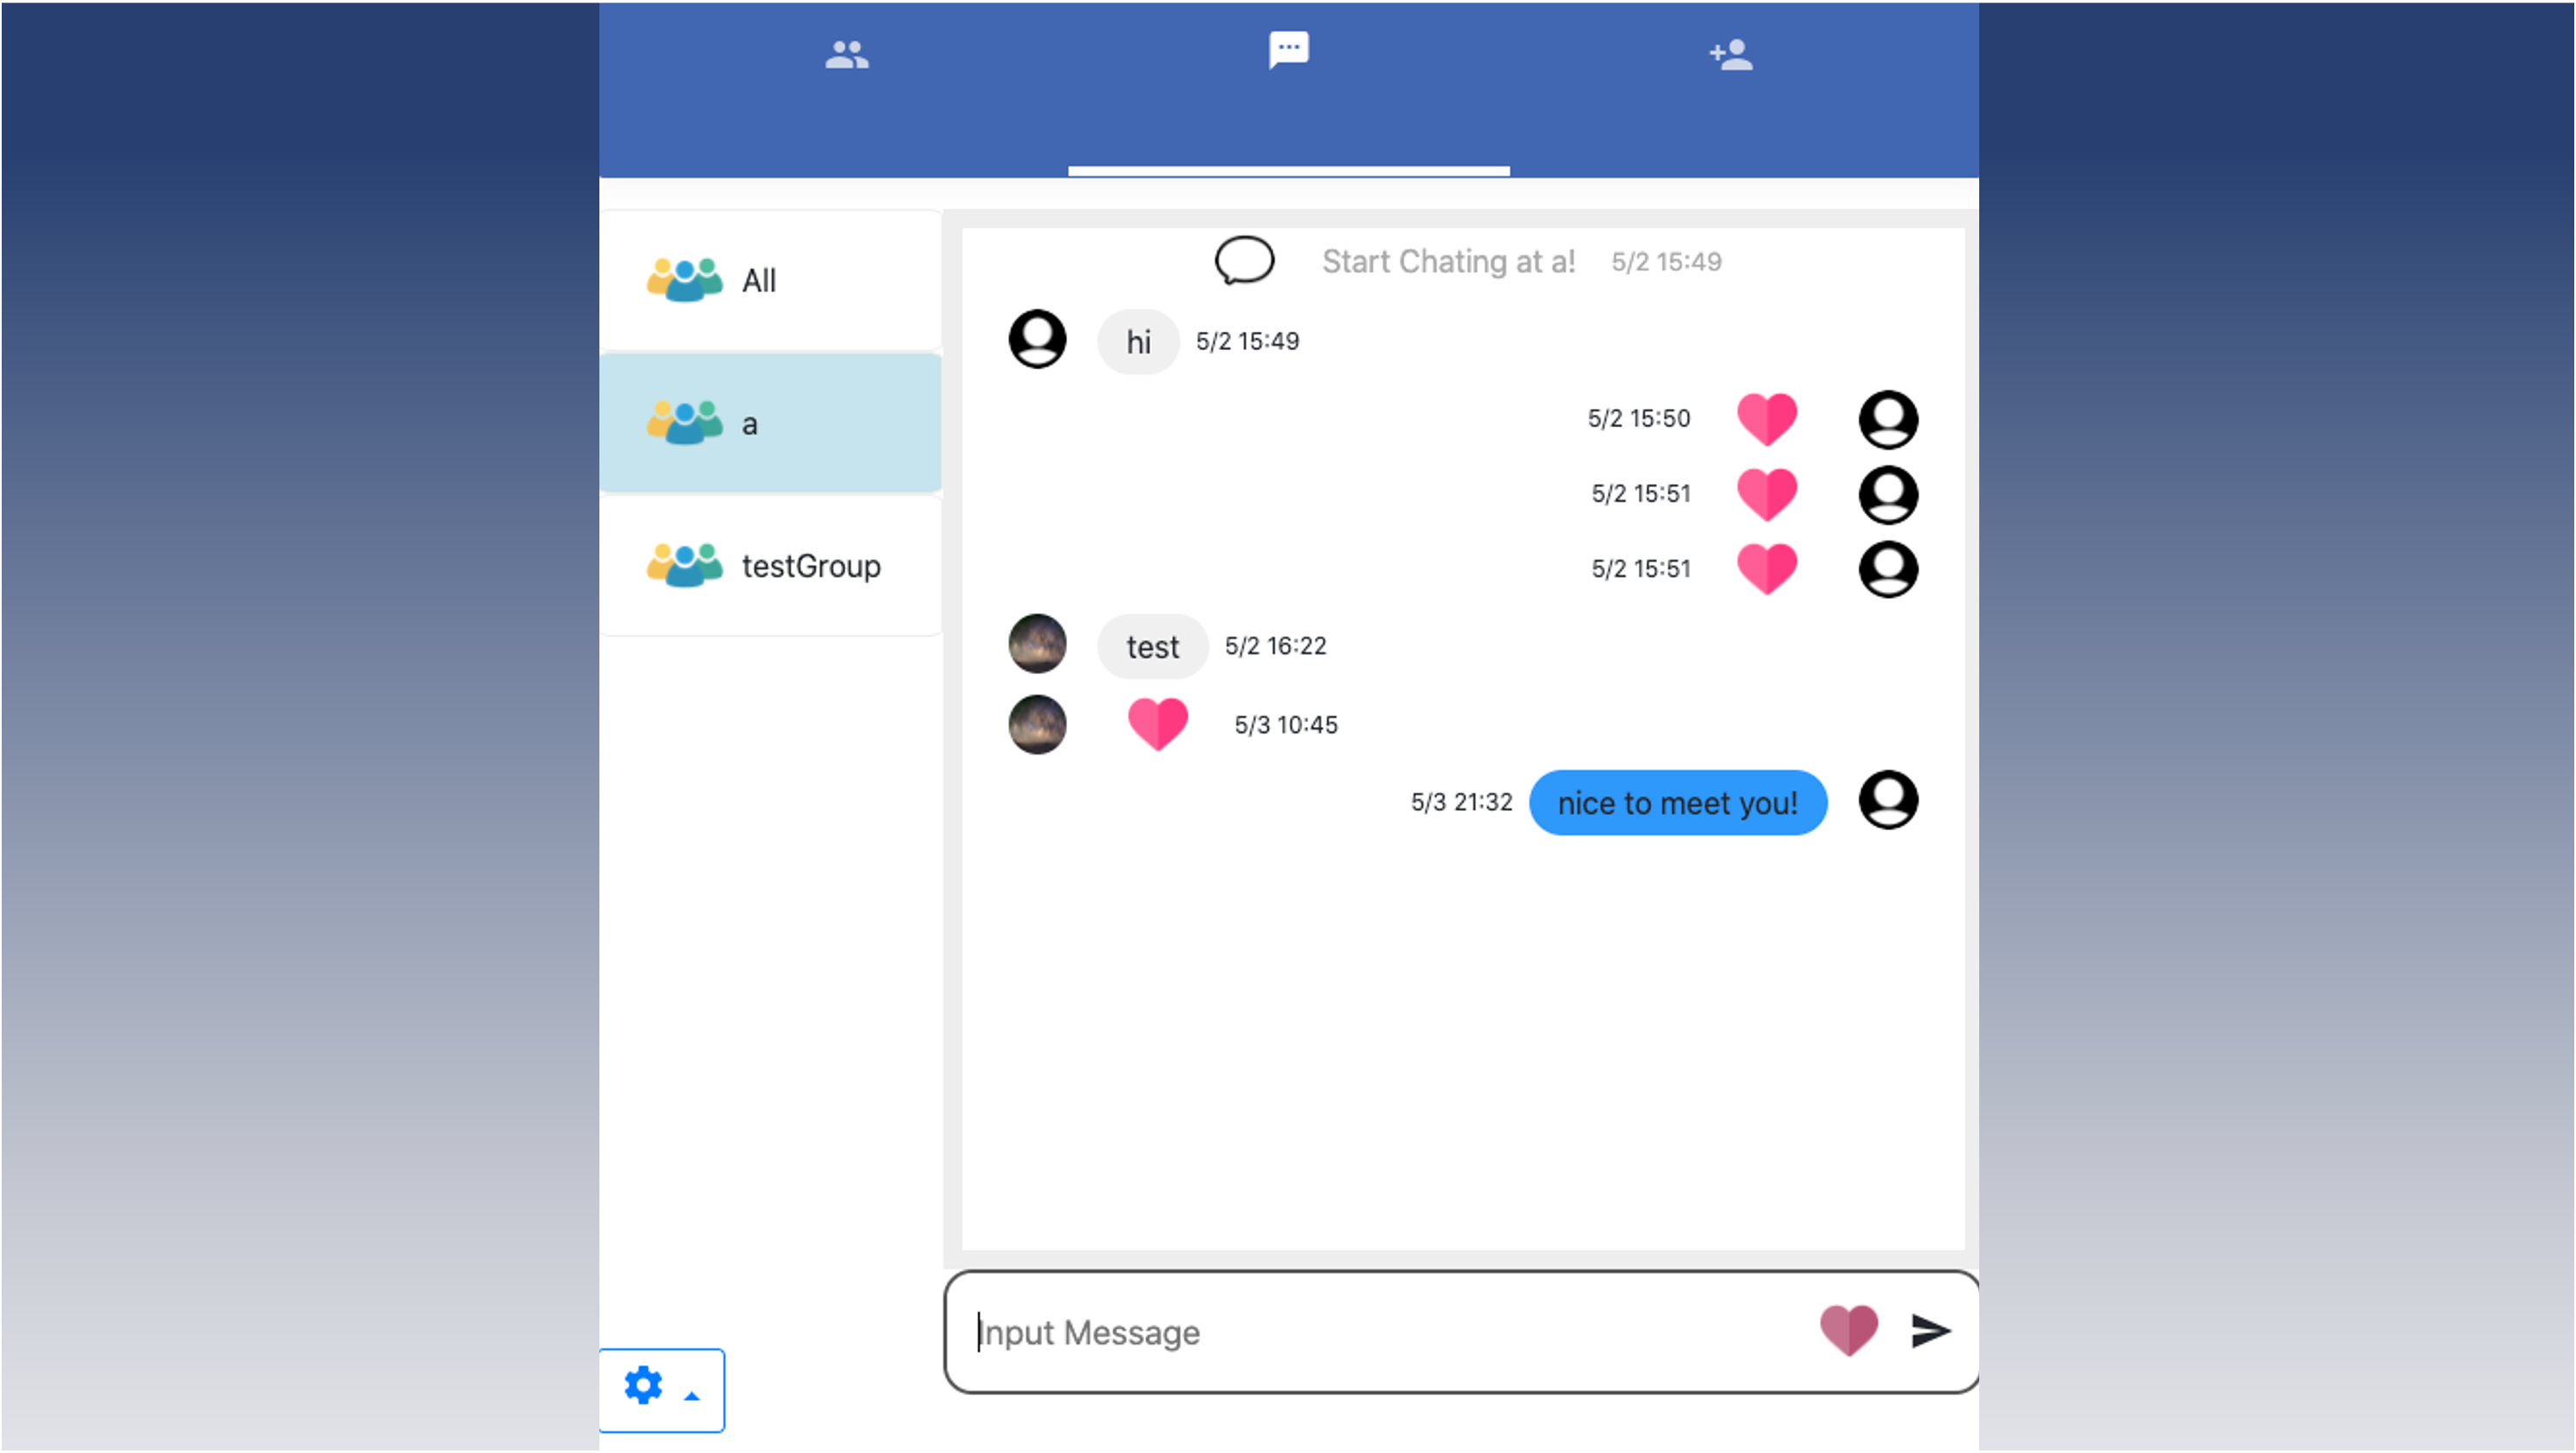 All
a
testGroup
Start Chating at a! 5/2 15:49
hi 5/2 15:49
5/2 15:50
5/2 15:51
5/2 15:51
test 5/2 16:22
5/3 10:45
5/3 21:32 nice to meet you!
Input Message